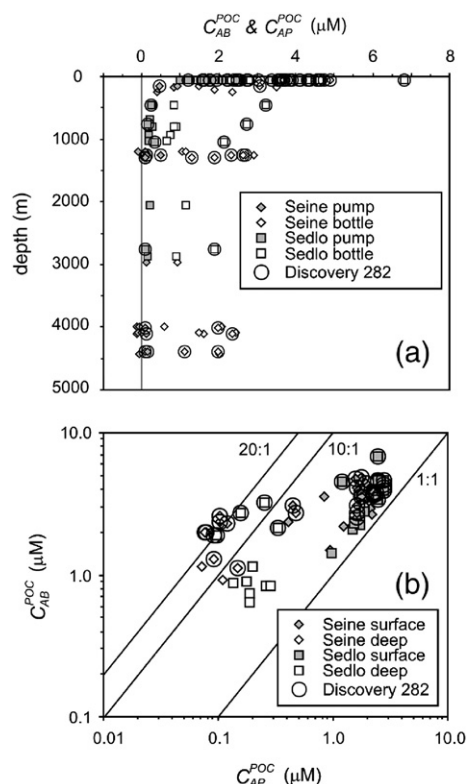 C_AB^POC & C_AP^POC (μM)
0 2 4 6 8
0
1000
2000
3000
4000
5000
depth (m)
Seine pump
Seine bottle
Sedlo pump
Sedlo bottle
Discovery 282
(a)
10.0
1.0
0.1
C_AB^POC (μM)
20:1
10:1
1:1
Seine surface
Seine deep
Sedlo surface
Sedlo deep
Discovery 282
(b)
0.01 0.1 1.0 10.0
C_AP^POC (μM)